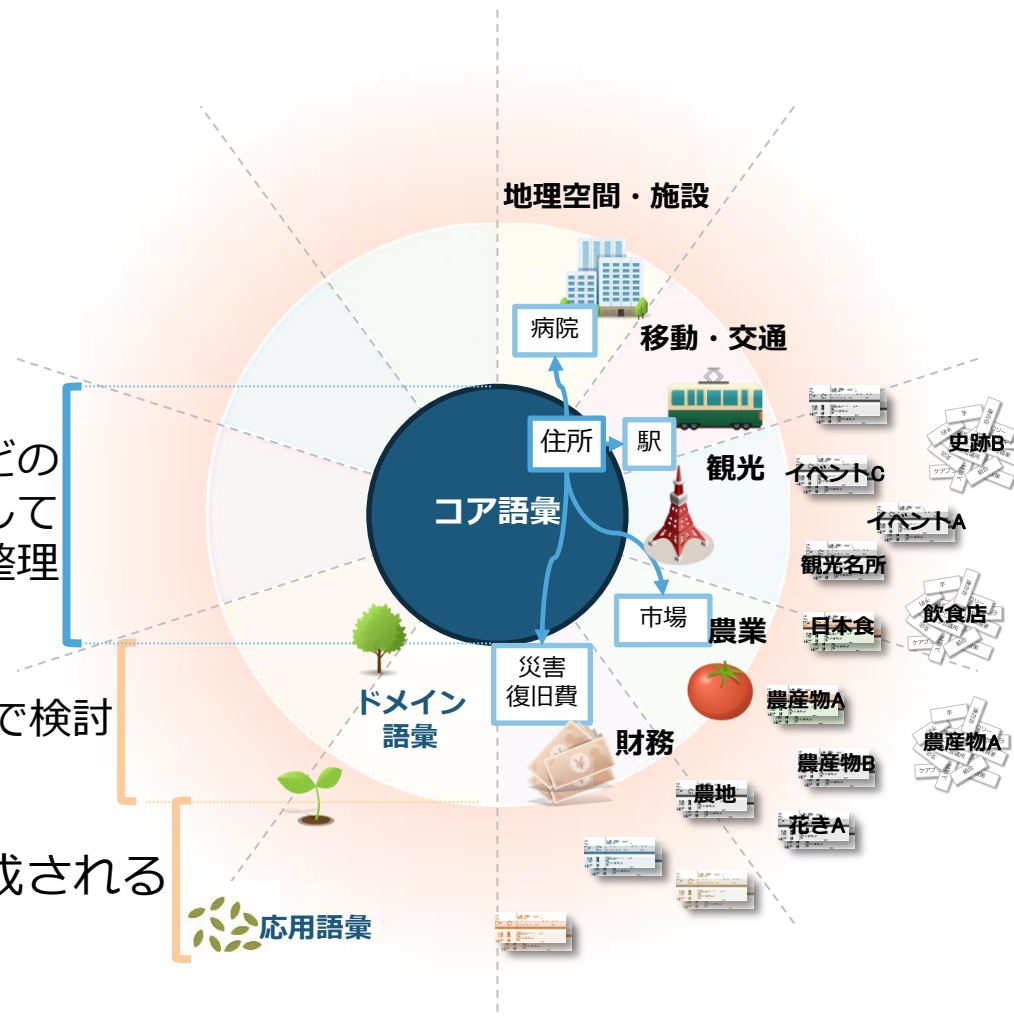 地理空間・施設
病院
移動・交通
住所
駅
どの
して
整理
観光
コア語彙
史跡B
イベントC
イベントA
観光名所
市場
農業
日本食
飲食店
災害
復旧費
ドメイン
語彙
で検討
財務
農産物A
農産物B
農産物A
農地
花きA
成される
応用語彙